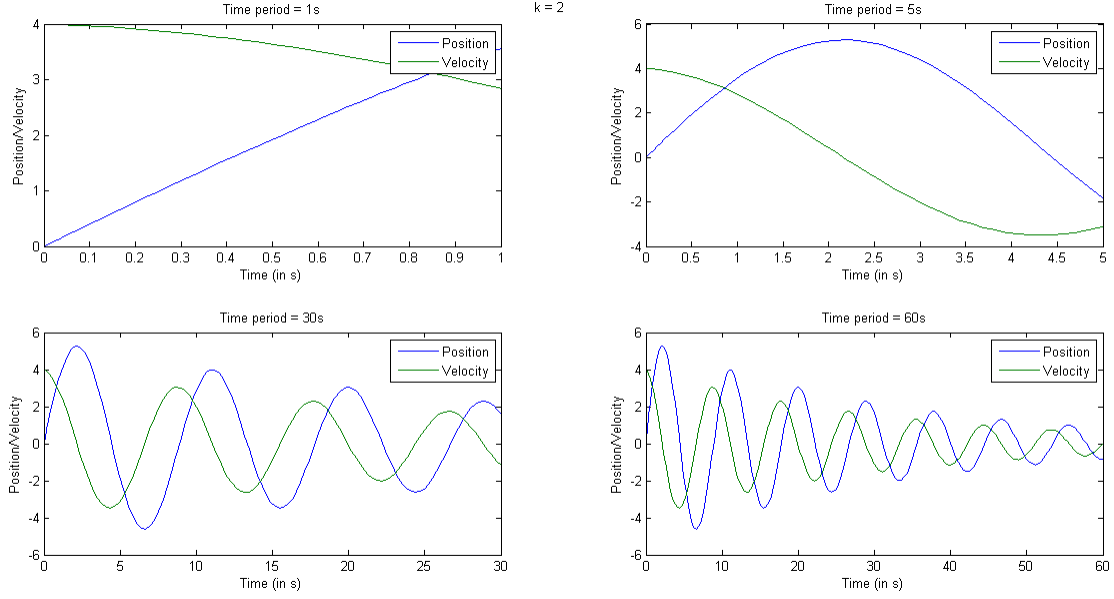 Time period = 1s
k = 2
Time period = 5s
Position/Velocity
4
3
2
1
0
Position
Velocity
0 0.1 0.2 0.3 0.4 0.5 0.6 0.7 0.8 0.9 1
Time (in s)
Position/Velocity
6
4
2
0
-2
-4
Position
Velocity
0 0.5 1 1.5 2 2.5 3 3.5 4 4.5 5
Time (in s)
Time period = 30s
Position/Velocity
6
4
2
0
-2
-4
-6
Position
Velocity
0 5 10 15 20 25 30
Time (in s)
Time period = 60s
Position/Velocity
6
4
2
0
-2
-4
-6
Position
Velocity
0 10 20 30 40 50 60
Time (in s)